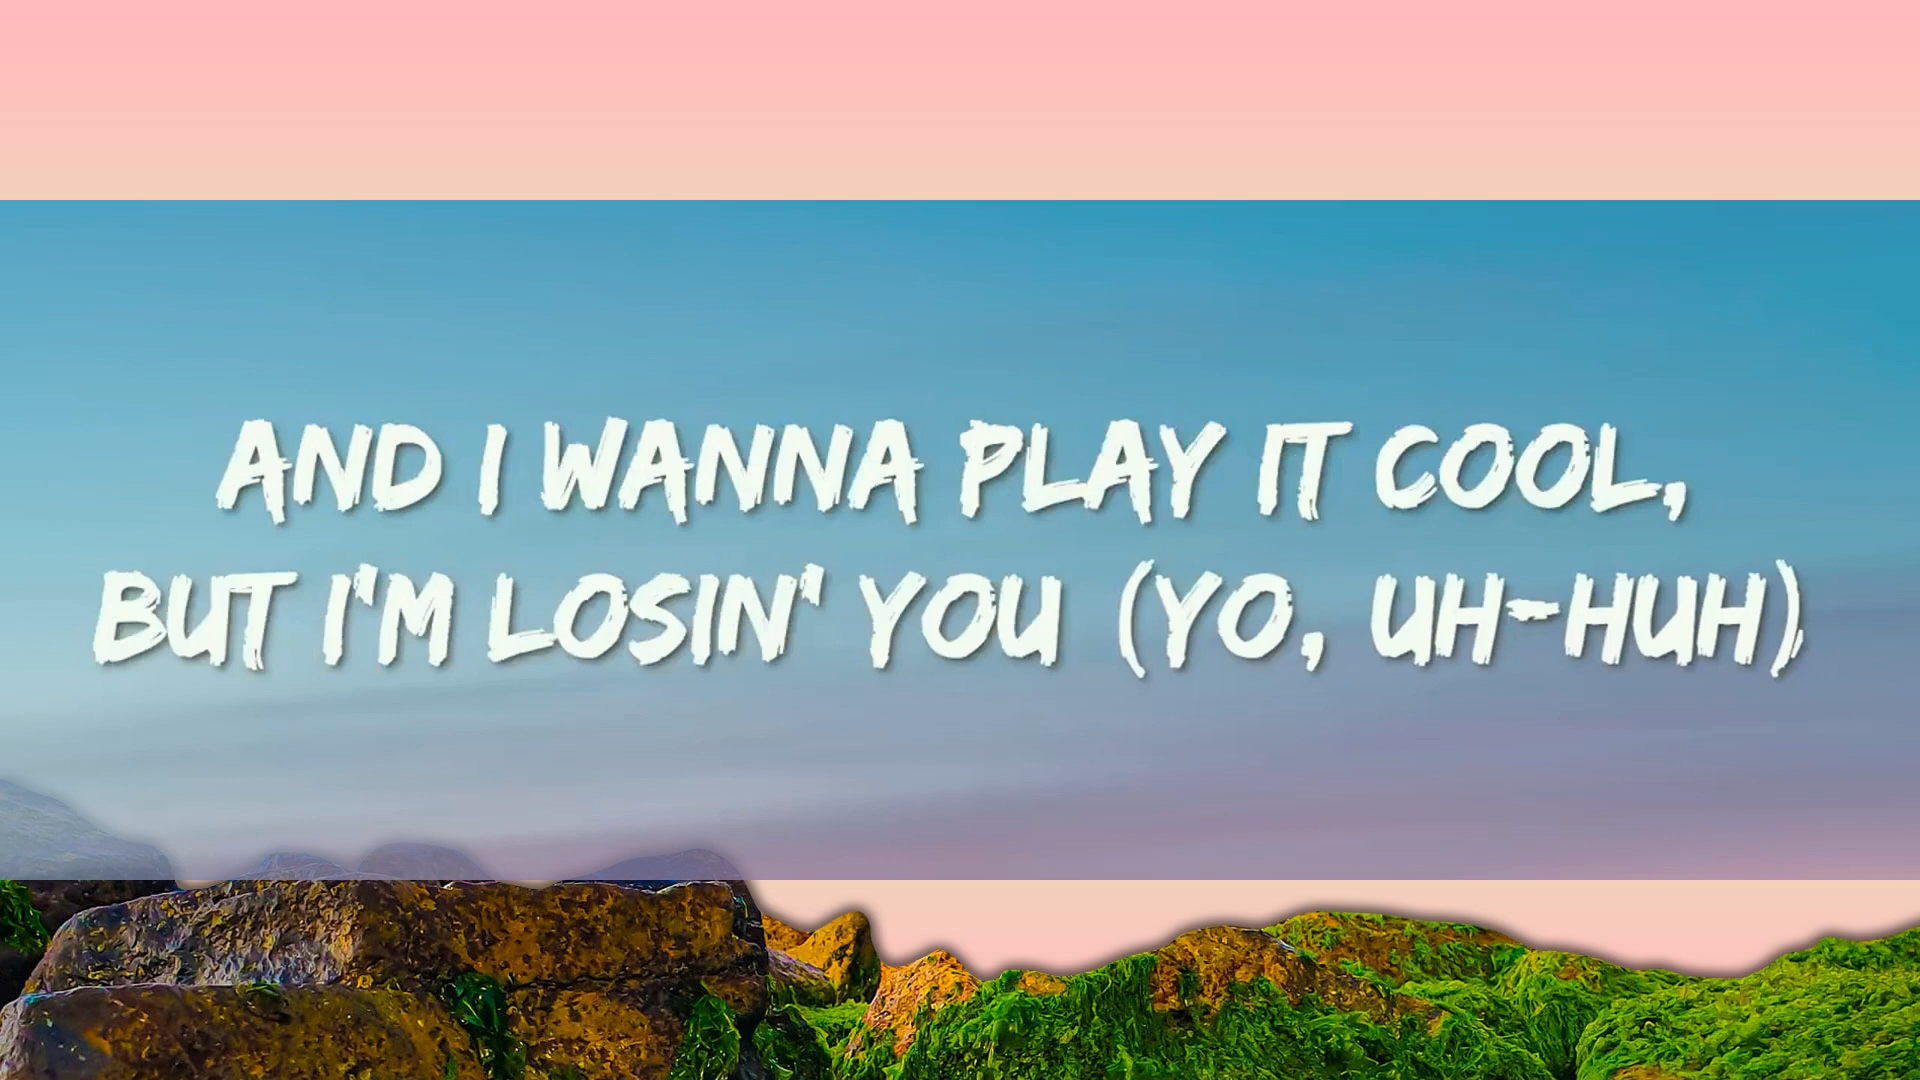 AND I WANNA PLAY IT COOL,
BUT I'M LOSIN' YOU (YO, UH-HUH)